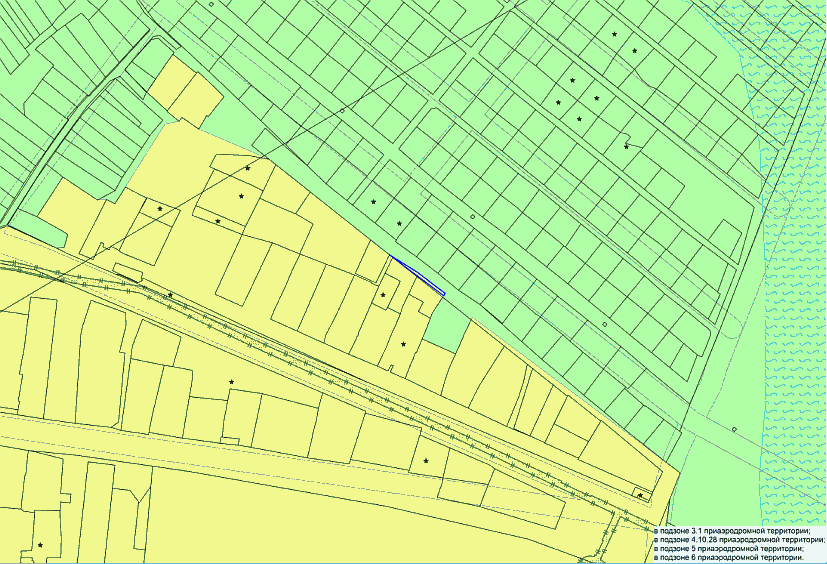 в подзоне 3.1 приаэродромной территории;
в подзоне 4.10.28 приаэродромной территории;
в подзоне 5 приаэродромной территории;
в подзоне 6 приаэродромной территории.